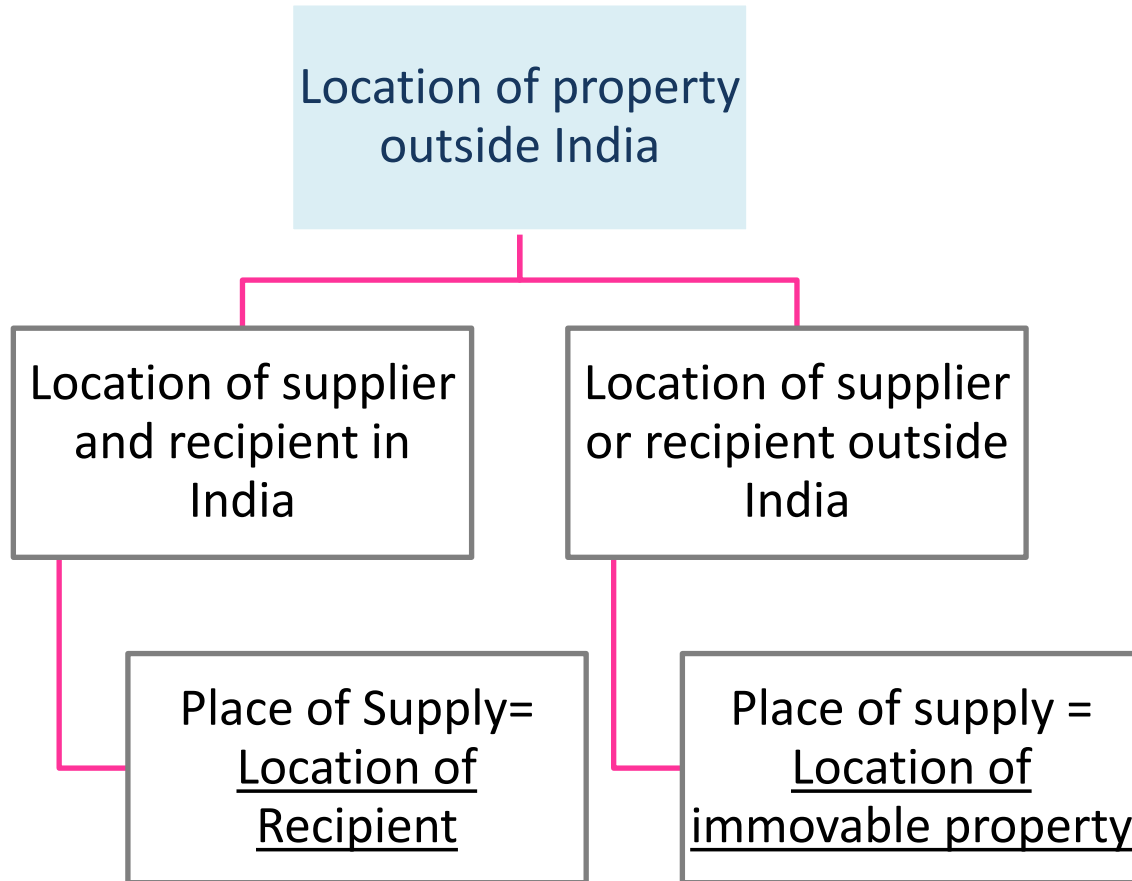 Location of property
outside India
Location of supplier
and recipient in
India
Location of supplier
or recipient outside
India
Place of Supply=
Location of
Recipient
Place of supply =
Location of
immovable property